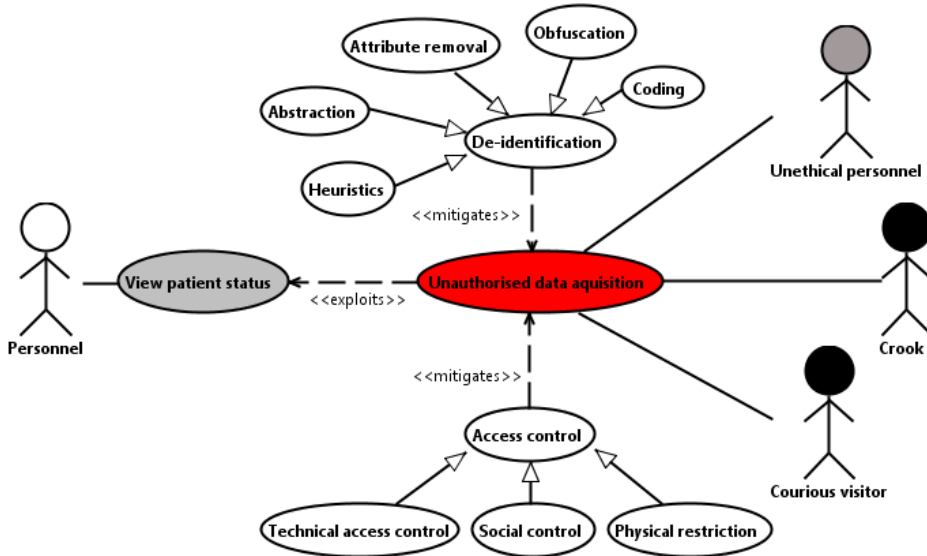 Obfuscation
Attribute removal
Coding
Abstraction
De-identification
Unethical personnel
Heuristics
<<mitigates>>
View patient status
Unauthorised data aquisition
<<exploits>>
Personnel
Crook
<<mitigates>>
Access control
Courious visitor
Technical access control
Social control
Physical restriction